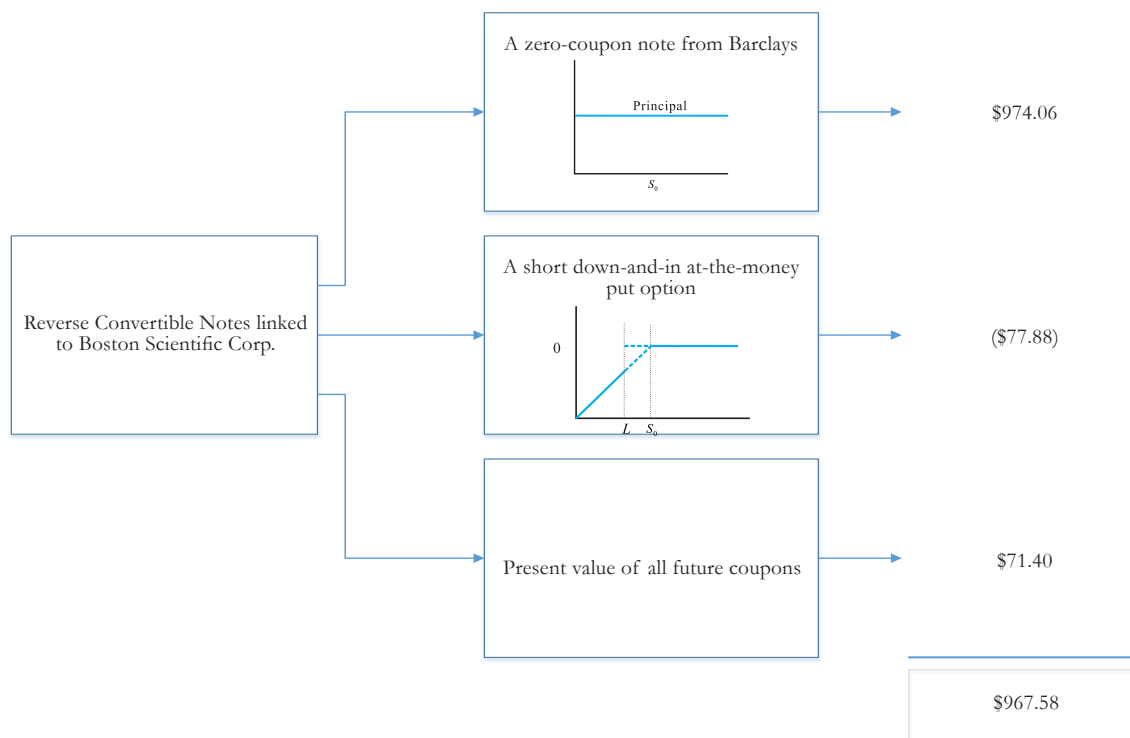 A zero-coupon note from Barclays
Principal
S₀
$974.06
Reverse Convertible Notes linked
to Boston Scientific Corp.
A short down-and-in at-the-money
put option
0
L S₀
($77.88)
Present value of all future coupons
$71.40
$967.58